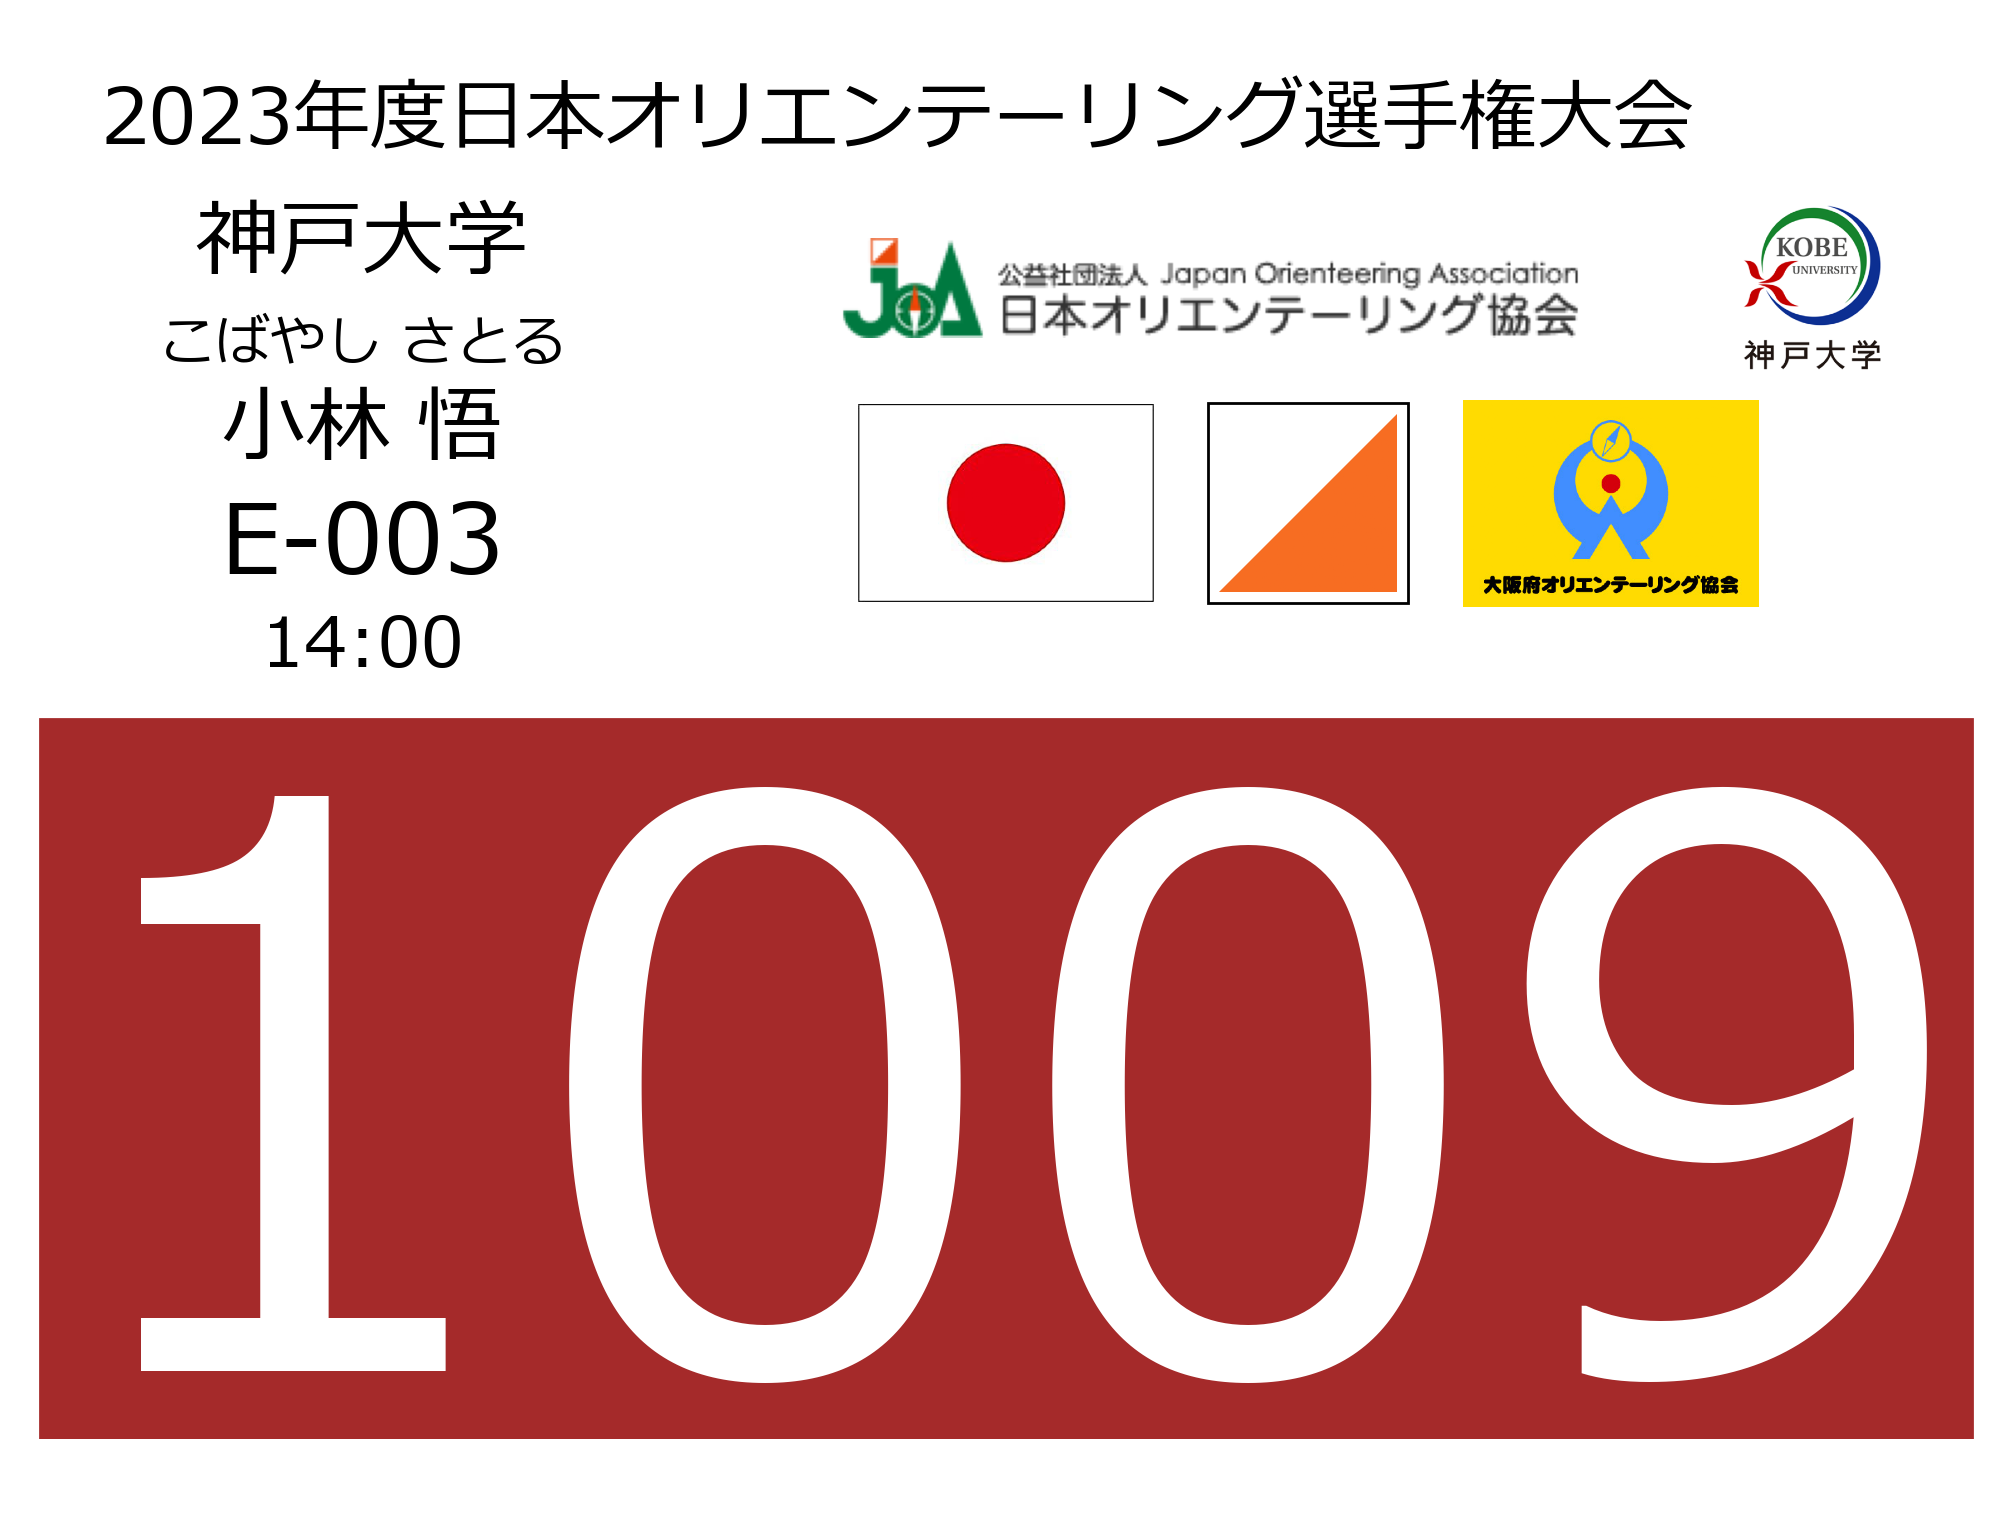 2023年度日本オリエンテーリング選手権大会
神戸大学
こばやし さとる
小林 悟
E-003
14:00
JOA
公益社団法人 Japan Orienteering Association
日本オリエンテーリング協会
KOBE
UNIVERSITY
神戸大学
大阪府オリエンテーリング協会
1009